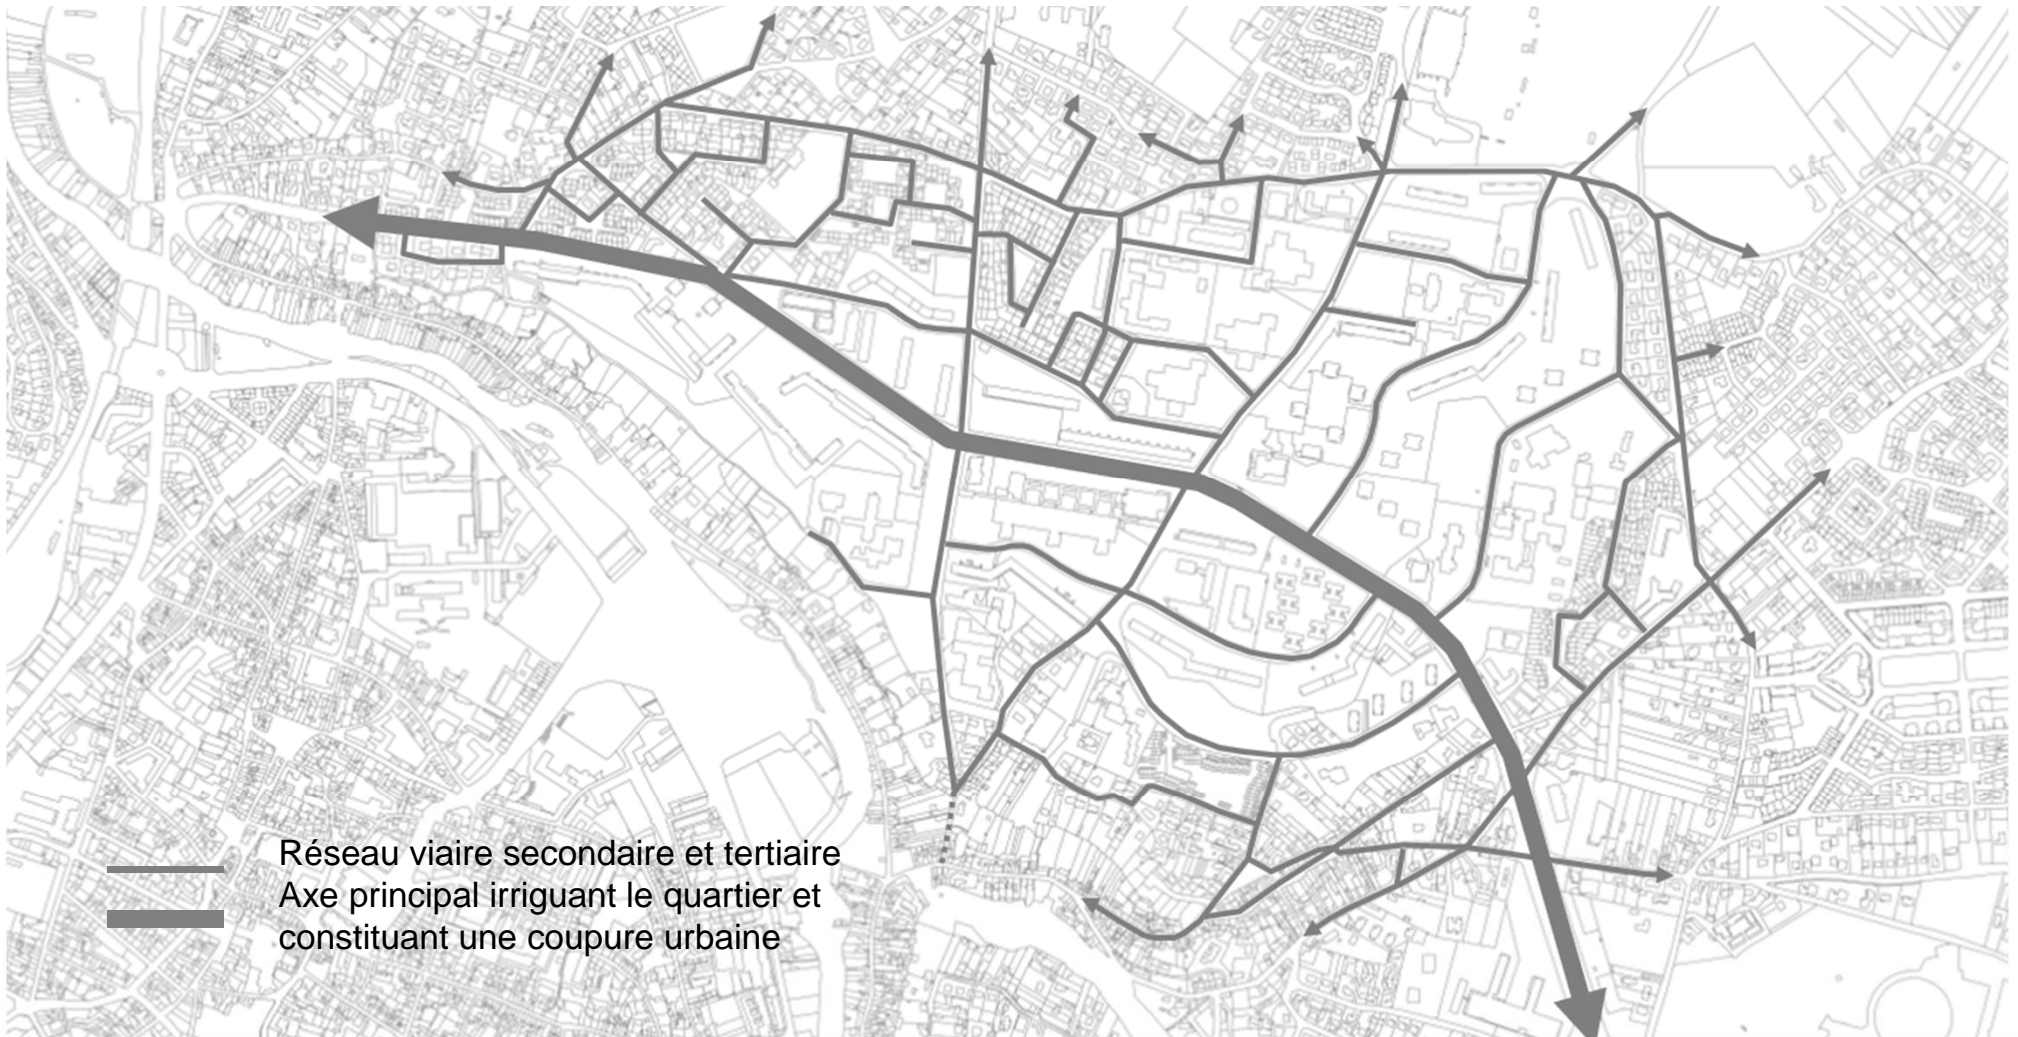 Réseau viaire secondaire et tertiaire
Axe principal irriguant le quartier et
constituant une coupure urbaine